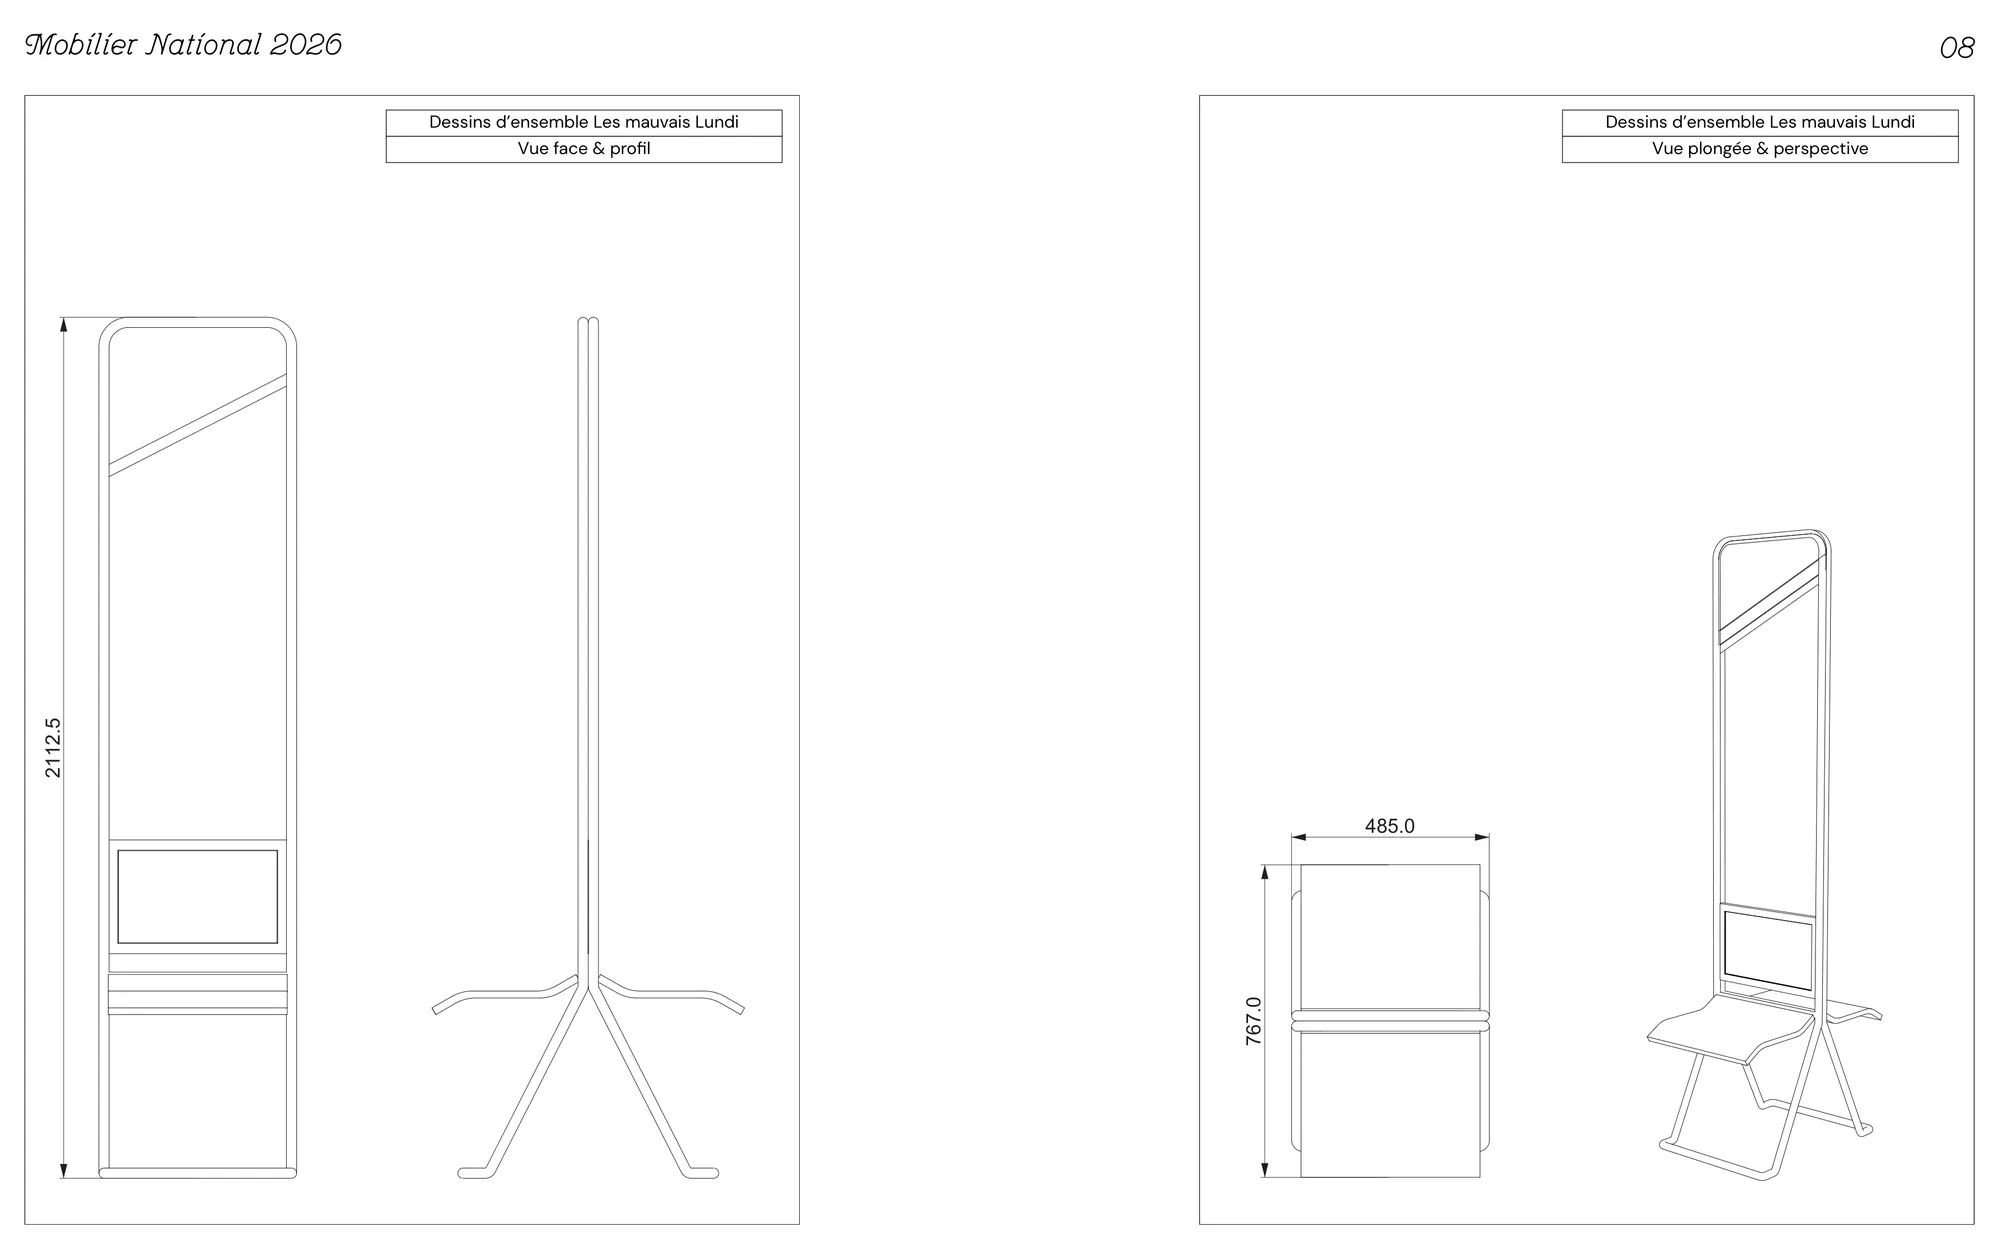 Mobilier National 2026
08
Dessins d’ensemble Les mauvais Lundi
Vue face & profil
2112.5
Dessins d’ensemble Les mauvais Lundi
Vue plongée & perspective
485.0
767.0